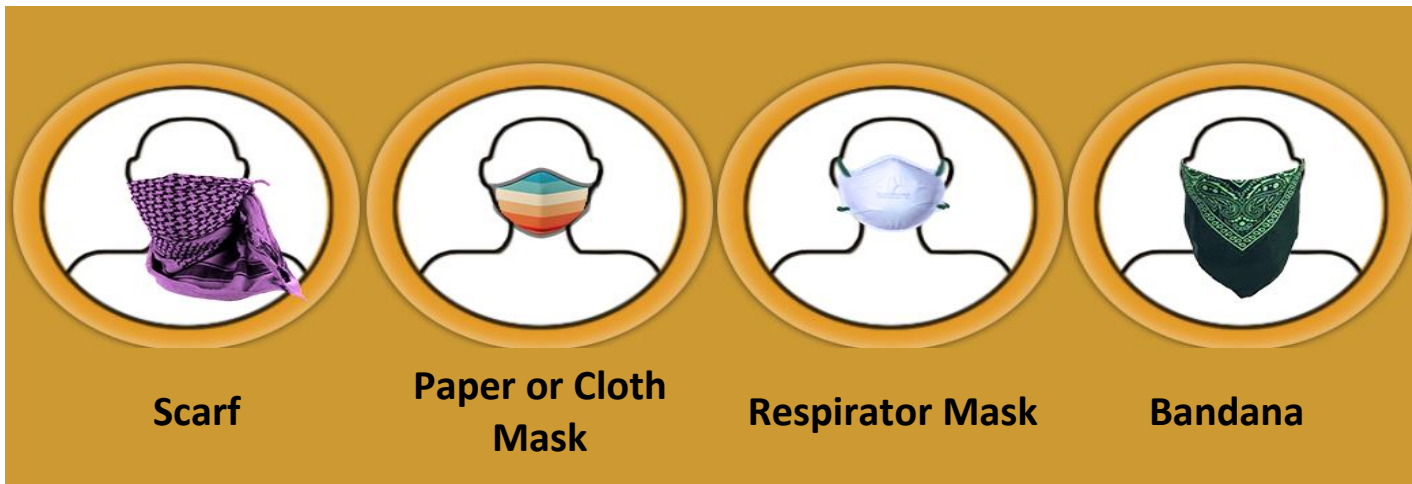 Scarf
Paper or Cloth
Mask
Respirator Mask
Bandana